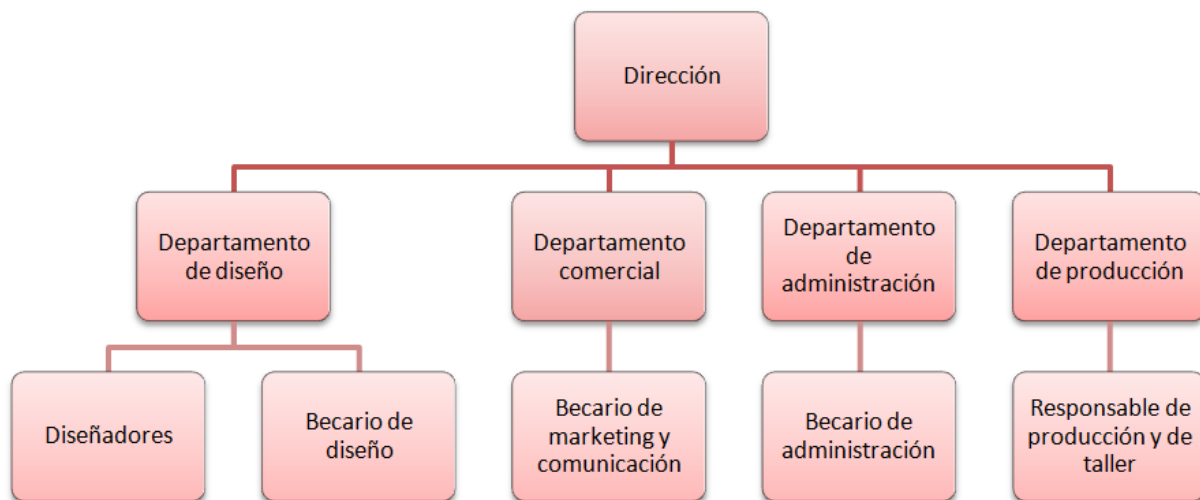 Dirección
Departamento
de diseño
Departamento
comercial
Departamento
de
administración
Departamento
de producción
Diseñadores
Becario de
diseño
Becario de
marketing y
comunicación
Becario de
administración
Responsable de
producción y de
taller